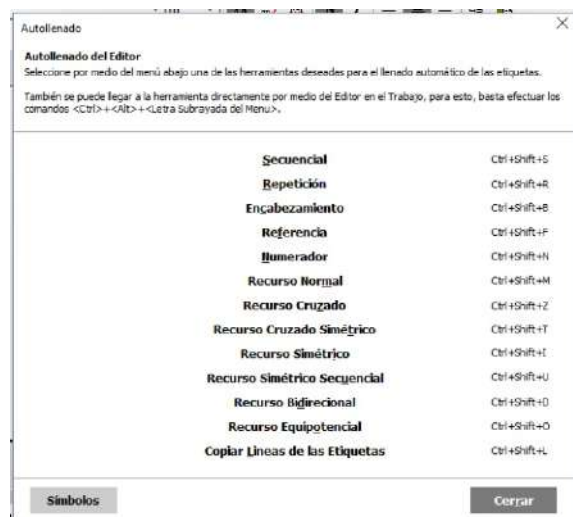 Autollenado
Autollenado del Editor
Seleccione por medio del menú abajo una de las herramientas deseadas para el llenado automático de las etiquetas.
También se puede llegar a la herramienta directamente por medio del Editor en el Trabajo, para esto, basta efectuar los
comandos <Ctrl>+<Alt>+<Letra Subrayada del Menu>.
Secuencial Ctrl+Shift+S
Repetición Ctrl+Shift+R
Encabezamiento Ctrl+Shift+B
Referencia Ctrl+Shift+F
Numerador Ctrl+Shift+N
Recurso Normal Ctrl+Shift+M
Recurso Cruzado Ctrl+Shift+Z
Recurso Cruzado Simétrico Ctrl+Shift+T
Recurso Simétrico Ctrl+Shift+I
Recurso Simétrico Secuencial Ctrl+Shift+U
Recurso Bidirecional Ctrl+Shift+D
Recurso Equipotencial Ctrl+Shift+O
Copiar Lineas de las Etiquetas Ctrl+Shift+L
Símbolos Cerrar